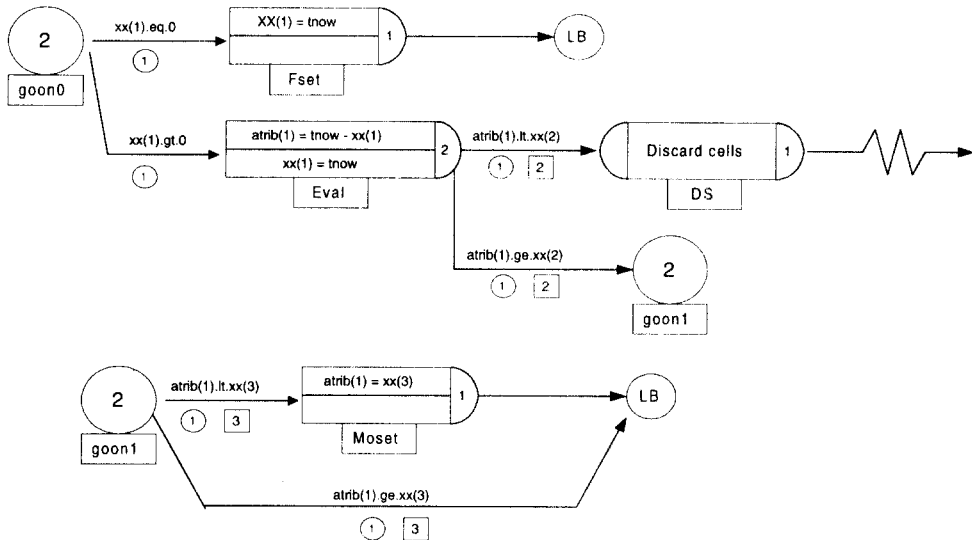 2
goon0
xx(1).eq.0
1
XX(1) = tnow
1
Fset
LB
xx(1).gt.0
1
atrib(1) = tnow - xx(1)
xx(1) = tnow
2
Eval
atrib(1).lt.xx(2)
1 2
Discard cells
1
DS
atrib(1).ge.xx(2)
1 2
2
goon1
2
goon1
atrib(1).lt.xx(3)
1 3
atrib(1) = xx(3)
1
Moset
LB
atrib(1).ge.xx(3)
1 3